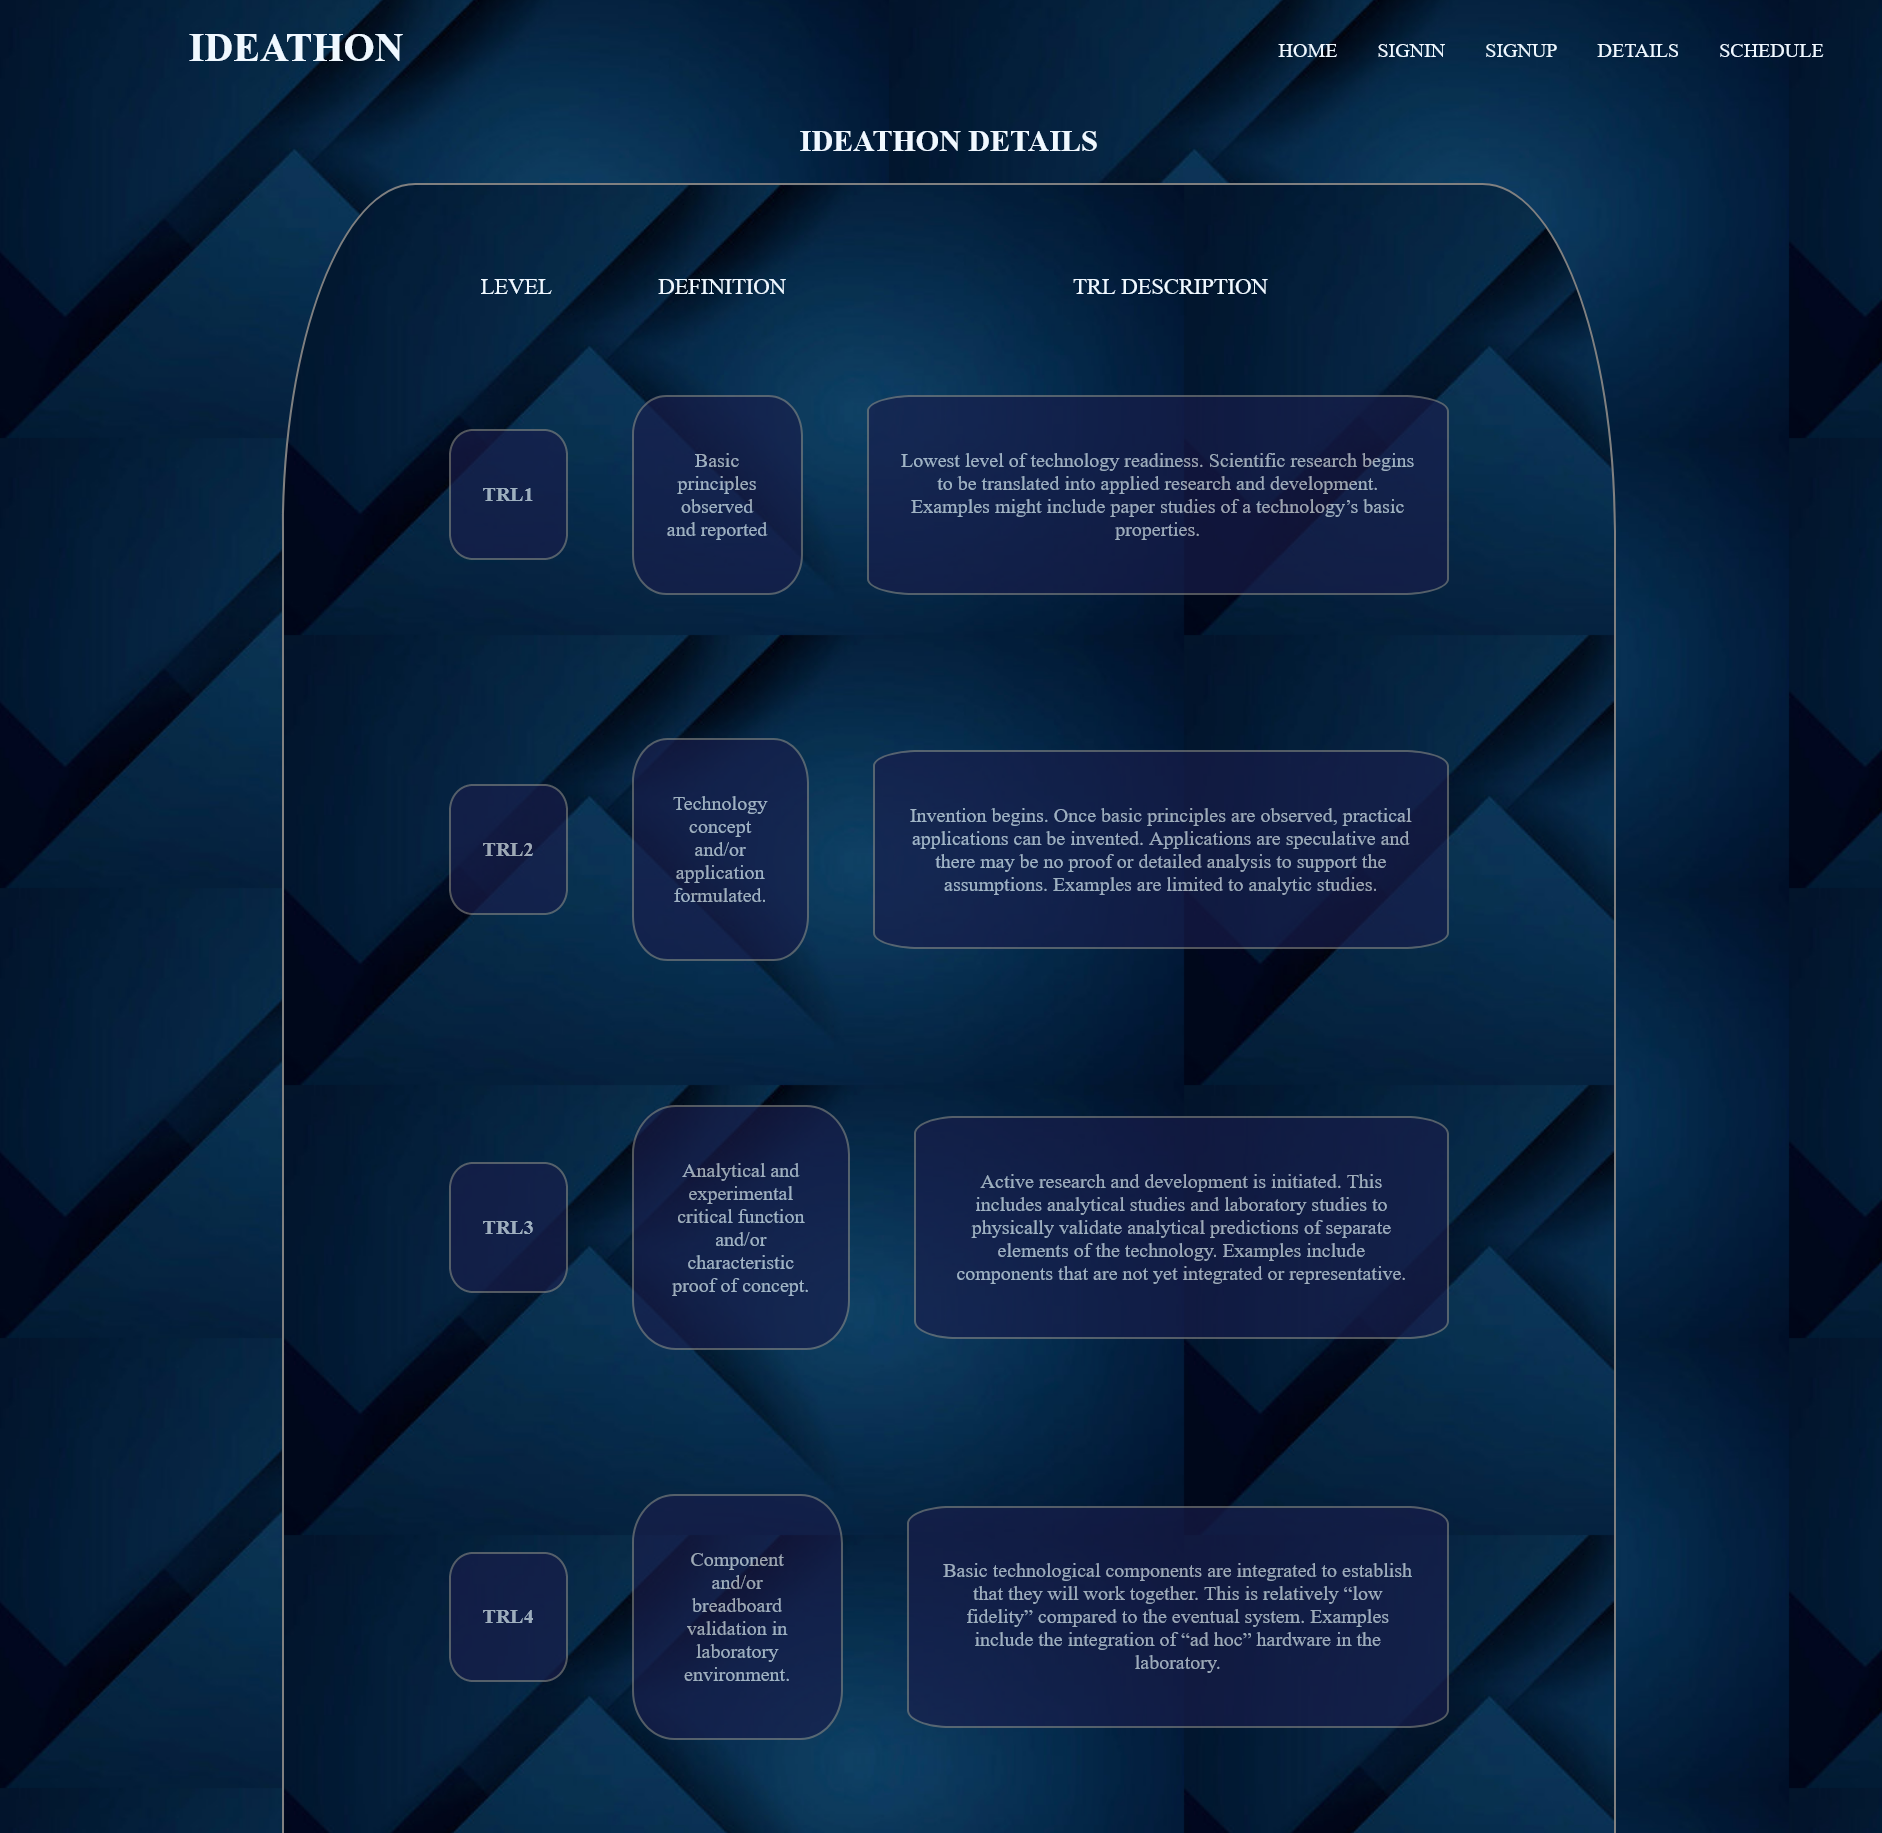 IDEATHON
HOME SIGNIN SIGNUP DETAILS SCHEDULE
IDEATHON DETAILS
LEVEL DEFINITION TRL DESCRIPTION
TRL1
Basic
principles
observed
and reported
Lowest level of technology readiness. Scientific research begins
to be translated into applied research and development.
Examples might include paper studies of a technology’s basic
properties.
TRL2
Technology
concept
and/or
application
formulated.
Invention begins. Once basic principles are observed, practical
applications can be invented. Applications are speculative and
there may be no proof or detailed analysis to support the
assumptions. Examples are limited to analytic studies.
TRL3
Analytical and
experimental
critical function
and/or
characteristic
proof of concept.
Active research and development is initiated. This
includes analytical studies and laboratory studies to
physically validate analytical predictions of separate
elements of the technology. Examples include
components that are not yet integrated or representative.
TRL4
Component
and/or
breadboard
validation in
laboratory
environment.
Basic technological components are integrated to establish
that they will work together. This is relatively “low
fidelity” compared to the eventual system. Examples
include the integration of “ad hoc” hardware in the
laboratory.